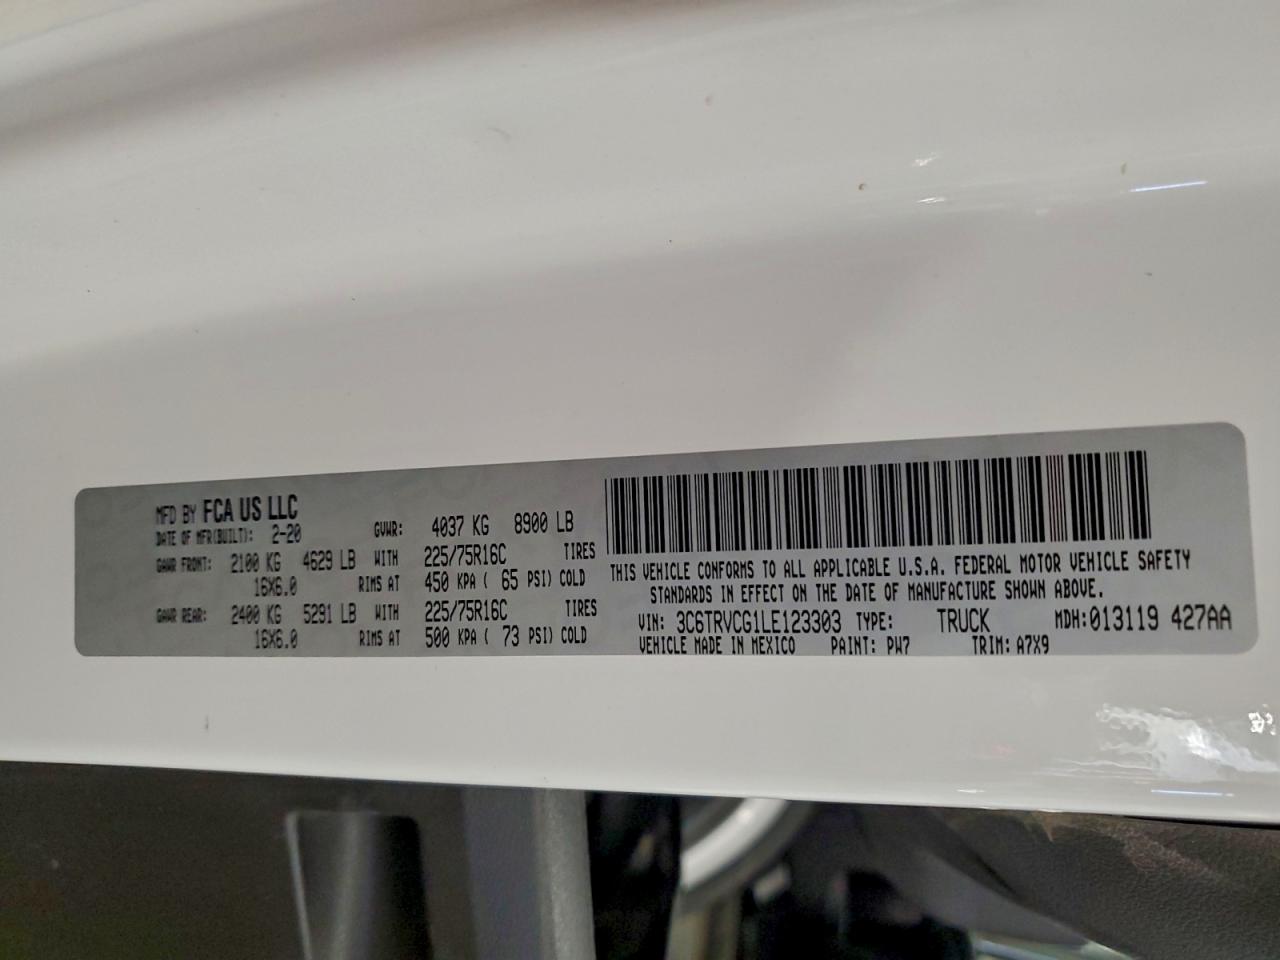 MFD BY FCA US LLC
DATE OF MFR(BUILT): 2-20 GVWR: 4037 KG 8900 LB
GAWR FRONT: 2100 KG 4629 LB WITH 225/75R16C TIRES
16X6.0 RIMS AT 450 KPA ( 65 PSI) COLD
GAWR REAR: 2400 KG 5291 LB WITH 225/75R16C TIRES
16X6.0 RIMS AT 500 KPA ( 73 PSI) COLD
THIS VEHICLE CONFORMS TO ALL APPLICABLE U.S.A. FEDERAL MOTOR VEHICLE SAFETY
STANDARDS IN EFFECT ON THE DATE OF MANUFACTURE SHOWN ABOVE.
VIN: 3C6TRVCG1LE123303 TYPE: TRUCK MDH: 013119 427AA
VEHICLE MADE IN MEXICO PAINT: PW7 TRIM: A7X9